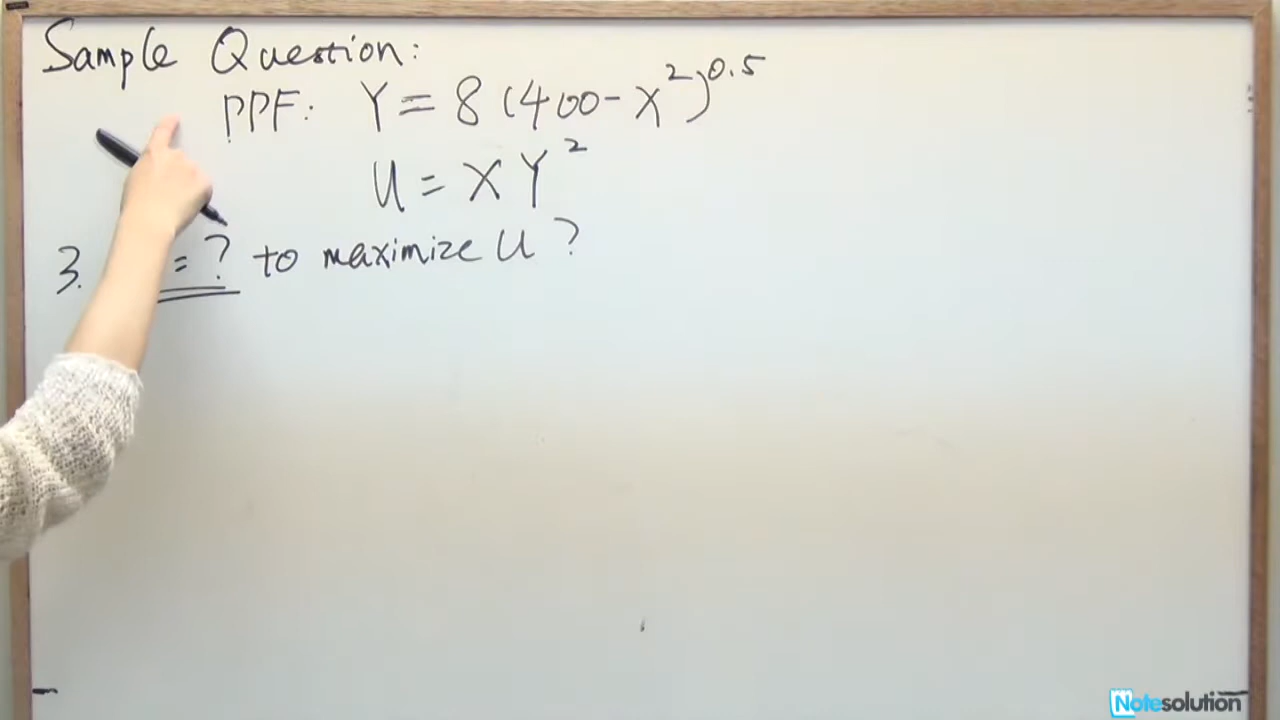 Sample Question:
PPF: Y = 8 (400 - X²)^0.5
U = X Y²
3. = ? to maximize U ?
Notesolution